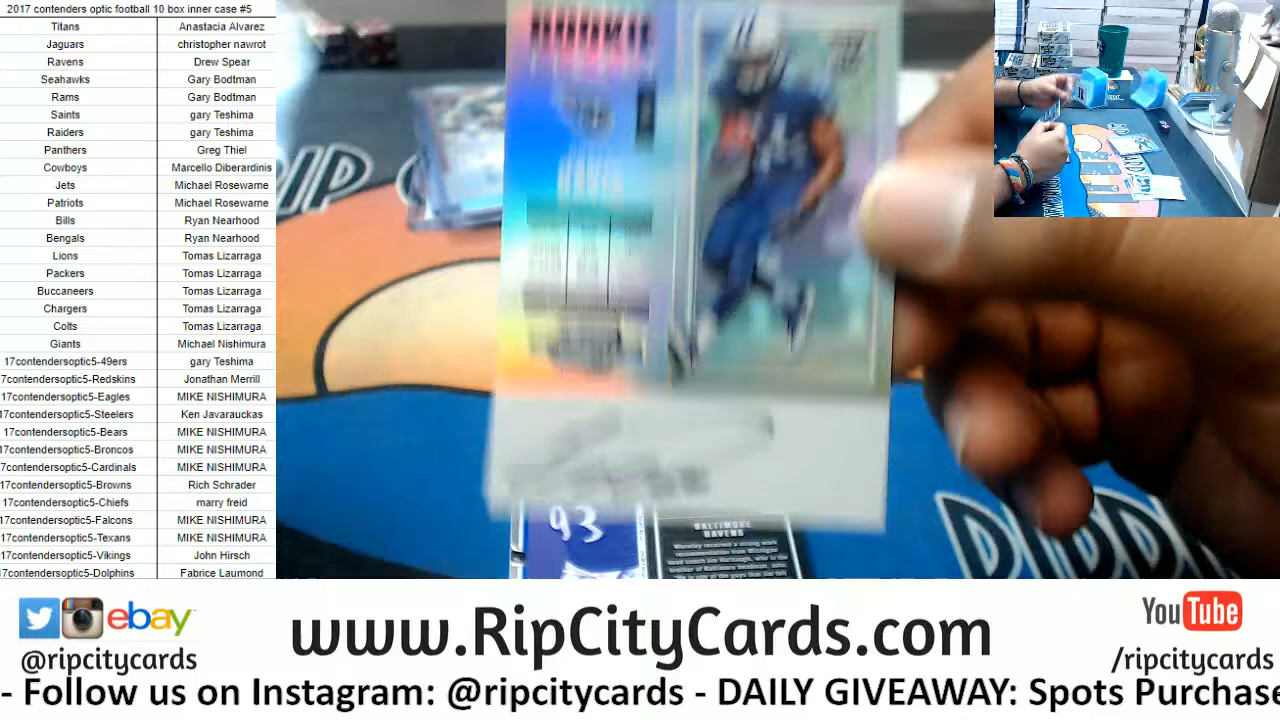 2017 contenders optic football 10 box inner case #5
Titans Anastacia Alvarez
Jaguars christopher nawrot
Ravens Drew Spear
Seahawks Gary Bodtman
Rams Gary Bodtman
Saints gary Teshima
Raiders gary Teshima
Panthers Greg Thiel
Cowboys Marcello Diberardinis
Jets Michael Rosewarne
Patriots Michael Rosewarne
Bills Ryan Nearhood
Bengals Ryan Nearhood
Lions Tomas Lizarraga
Packers Tomas Lizarraga
Buccaneers Tomas Lizarraga
Chargers Tomas Lizarraga
Colts Tomas Lizarraga
Giants Michael Nishimura
17contendersoptic5-49ers gary Teshima
7contendersoptic5-Redskins Jonathan Merrill
17contendersoptic5-Eagles MIKE NISHIMURA
17contendersoptic5-Steelers Ken Javarauckas
17contendersoptic5-Bears MIKE NISHIMURA
17contendersoptic5-Broncos MIKE NISHIMURA
7contendersoptic5-Cardinals MIKE NISHIMURA
17contendersoptic5-Browns Rich Schrader
17contendersoptic5-Chiefs marry freid
17contendersoptic5-Falcons MIKE NISHIMURA
17contendersoptic5-Texans MIKE NISHIMURA
17contendersoptic5-Vikings John Hirsch
17contendersoptic5-Dolphins Fabrice Laumond
RIP
93
BALTIMORE
RAVENS
ebay
@ripcitycards
www.RipCityCards.com
YouTube
/ripcitycards
- Follow us on Instagram: @ripcitycards - DAILY GIVEAWAY: Spots Purchase